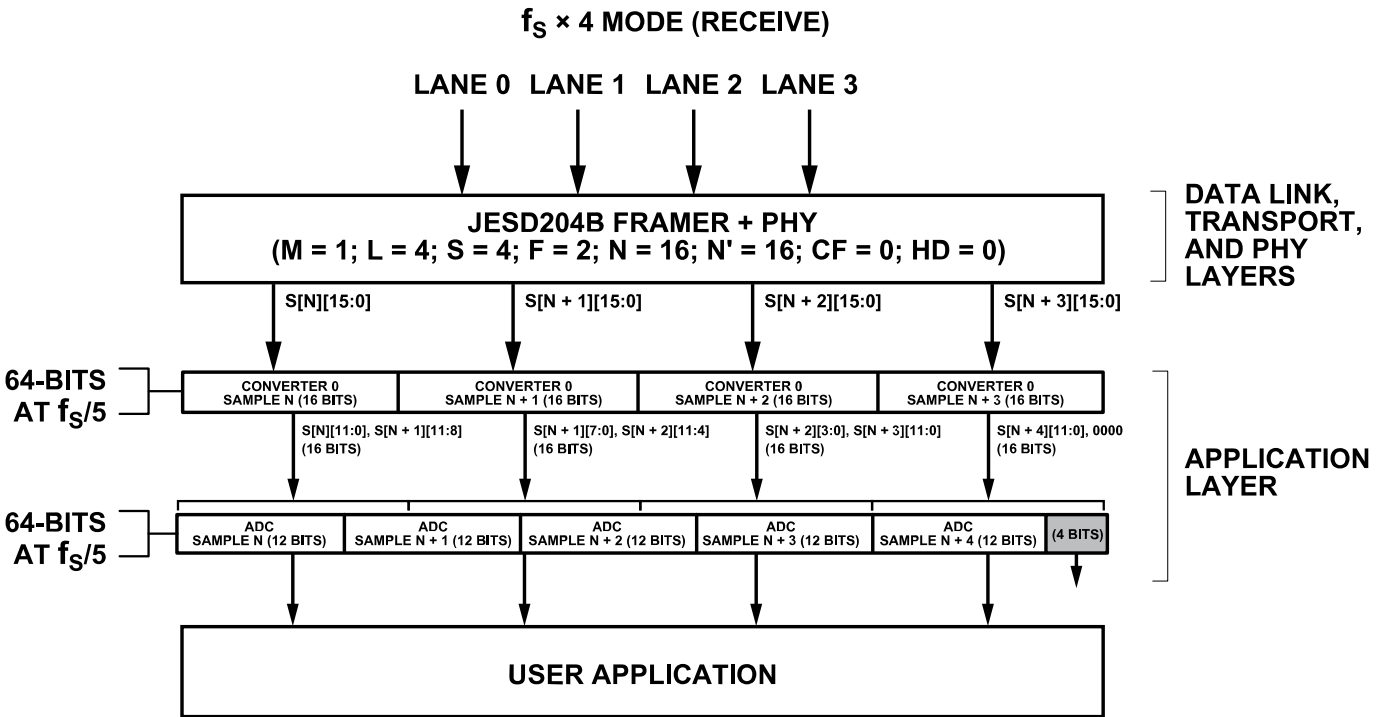 fS × 4 MODE (RECEIVE)
LANE 0 LANE 1 LANE 2 LANE 3
JESD204B FRAMER + PHY
(M = 1; L = 4; S = 4; F = 2; N = 16; N' = 16; CF = 0; HD = 0)
DATA LINK,
TRANSPORT,
AND PHY
LAYERS
S[N][15:0] S[N + 1][15:0] S[N + 2][15:0] S[N + 3][15:0]
64-BITS
AT fS/5
CONVERTER 0
SAMPLE N (16 BITS)
CONVERTER 0
SAMPLE N + 1 (16 BITS)
CONVERTER 0
SAMPLE N + 2 (16 BITS)
CONVERTER 0
SAMPLE N + 3 (16 BITS)
S[N][11:0], S[N + 1][11:8]
(16 BITS)
S[N + 1][7:0], S[N + 2][11:4]
(16 BITS)
S[N + 2][3:0], S[N + 3][11:0]
(16 BITS)
S[N + 4][11:0], 0000
(16 BITS)
APPLICATION
LAYER
64-BITS
AT fS/5
ADC
SAMPLE N (12 BITS)
ADC
SAMPLE N + 1 (12 BITS)
ADC
SAMPLE N + 2 (12 BITS)
ADC
SAMPLE N + 3 (12 BITS)
ADC
SAMPLE N + 4 (12 BITS)
(4 BITS)
USER APPLICATION